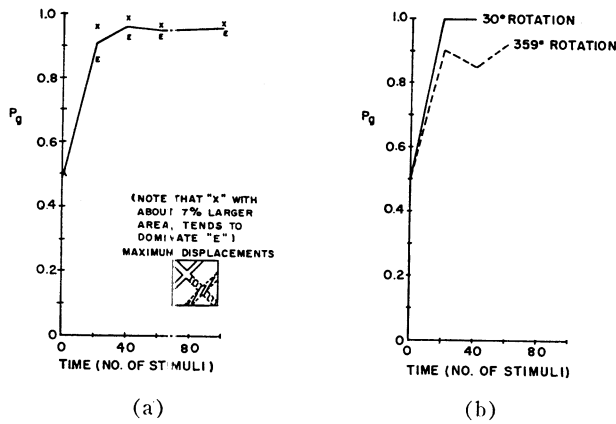 1.0
0.8
0.6
Pg
0.4
0.2
0
0 40 80
TIME (NO. OF STIMULI)
X X X X
E E E E
(NOTE THAT "X" WITH
ABOUT 7% LARGER
AREA, TENDS TO
DOMINATE "E")
MAXIMUM DISPLACEMENTS
(a)
1.0
0.8
0.6
Pg
0.4
0.2
0
0 40 80
TIME (NO. OF STIMULI)
30° ROTATION
359° ROTATION
(b)